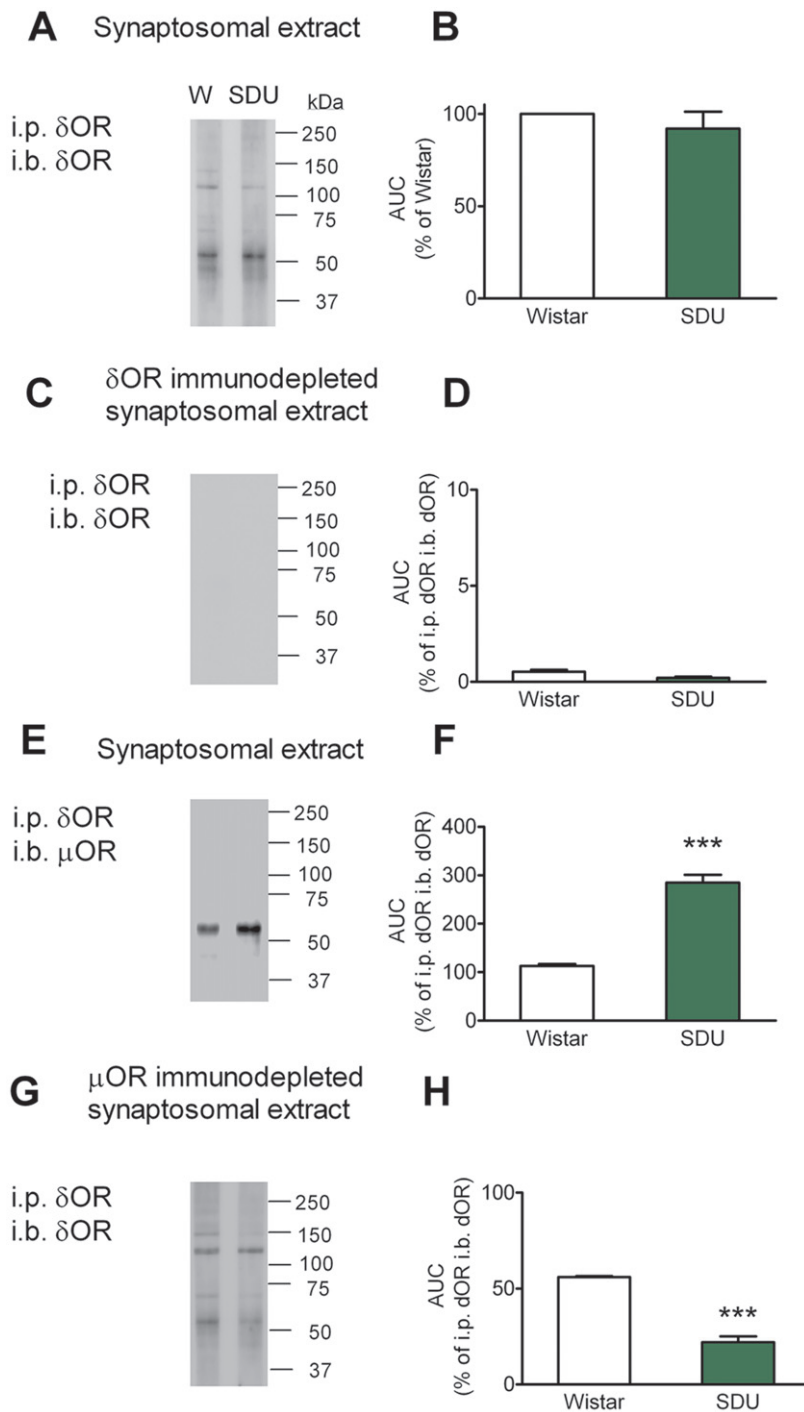 A Synaptosomal extract
W SDU kDa
i.p. δOR
i.b. δOR
250
150
100
75
50
37
B
100
50
0
AUC
(% of Wistar)
Wistar SDU
C δOR immunodepleted
synaptosomal extract
i.p. δOR
i.b. δOR
250
150
100
75
50
37
D
10
5
0
AUC
(% of i.p. dOR i.b. dOR)
Wistar SDU
E Synaptosomal extract
i.p. δOR
i.b. μOR
250
150
100
75
50
37
F
400
300
200
100
0
AUC
(% of i.p. dOR i.b. dOR)
***
Wistar SDU
G μOR immunodepleted
synaptosomal extract
i.p. δOR
i.b. δOR
250
150
100
75
50
37
H
100
50
0
AUC
(% of i.p. dOR i.b. dOR)
***
Wistar SDU